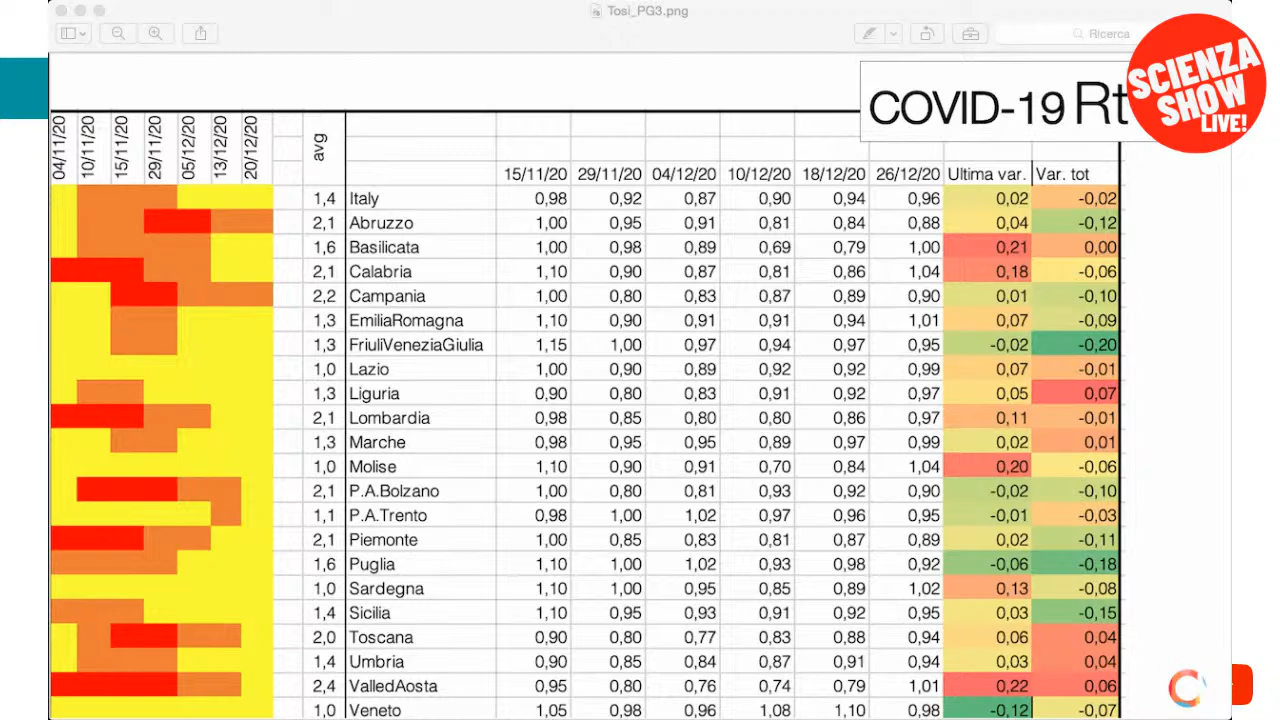 Tosi_PG3.png
Ricerca
SCIENZA
SHOW
LIVE!
COVID-19 Rt
04/11/20 10/11/20 15/11/20 29/11/20 05/12/20 13/12/20 20/12/20 avg
15/11/20 29/11/20 04/12/20 10/12/20 18/12/20 26/12/20 Ultima var. Var. tot
1,4 Italy 0,98 0,92 0,87 0,90 0,94 0,96 0,02 -0,02
2,1 Abruzzo 1,00 0,95 0,91 0,81 0,84 0,88 0,04 -0,12
1,6 Basilicata 1,00 0,98 0,89 0,69 0,79 1,00 0,21 0,00
2,1 Calabria 1,10 0,90 0,87 0,81 0,86 1,04 0,18 -0,06
2,2 Campania 1,00 0,80 0,83 0,87 0,89 0,90 0,01 -0,10
1,3 EmiliaRomagna 1,10 0,90 0,91 0,91 0,94 1,01 0,07 -0,09
1,3 FriuliVeneziaGiulia 1,15 1,00 0,97 0,94 0,97 0,95 -0,02 -0,20
1,0 Lazio 1,00 0,90 0,89 0,92 0,92 0,99 0,07 -0,01
1,3 Liguria 0,90 0,80 0,83 0,91 0,92 0,97 0,05 0,07
2,1 Lombardia 0,98 0,85 0,80 0,80 0,86 0,97 0,11 -0,01
1,3 Marche 0,98 0,95 0,95 0,89 0,97 0,99 0,02 0,01
1,0 Molise 1,10 0,90 0,91 0,70 0,84 1,04 0,20 -0,06
2,1 P.A.Bolzano 1,00 0,80 0,81 0,93 0,92 0,90 -0,02 -0,10
1,1 P.A.Trento 0,98 1,00 1,02 0,97 0,96 0,95 -0,01 -0,03
2,1 Piemonte 1,00 0,85 0,83 0,81 0,87 0,89 0,02 -0,11
1,6 Puglia 1,10 1,00 1,02 0,93 0,98 0,92 -0,06 -0,18
1,0 Sardegna 1,10 1,00 0,95 0,85 0,89 1,02 0,13 -0,08
1,4 Sicilia 1,10 0,95 0,93 0,91 0,92 0,95 0,03 -0,15
2,0 Toscana 0,90 0,80 0,77 0,83 0,88 0,94 0,06 0,04
1,4 Umbria 0,90 0,85 0,84 0,87 0,91 0,94 0,03 0,04
2,4 ValledAosta 0,95 0,80 0,76 0,74 0,79 1,01 0,22 0,06
1,0 Veneto 1,05 0,98 0,96 1,08 1,10 0,98 -0,12 -0,07